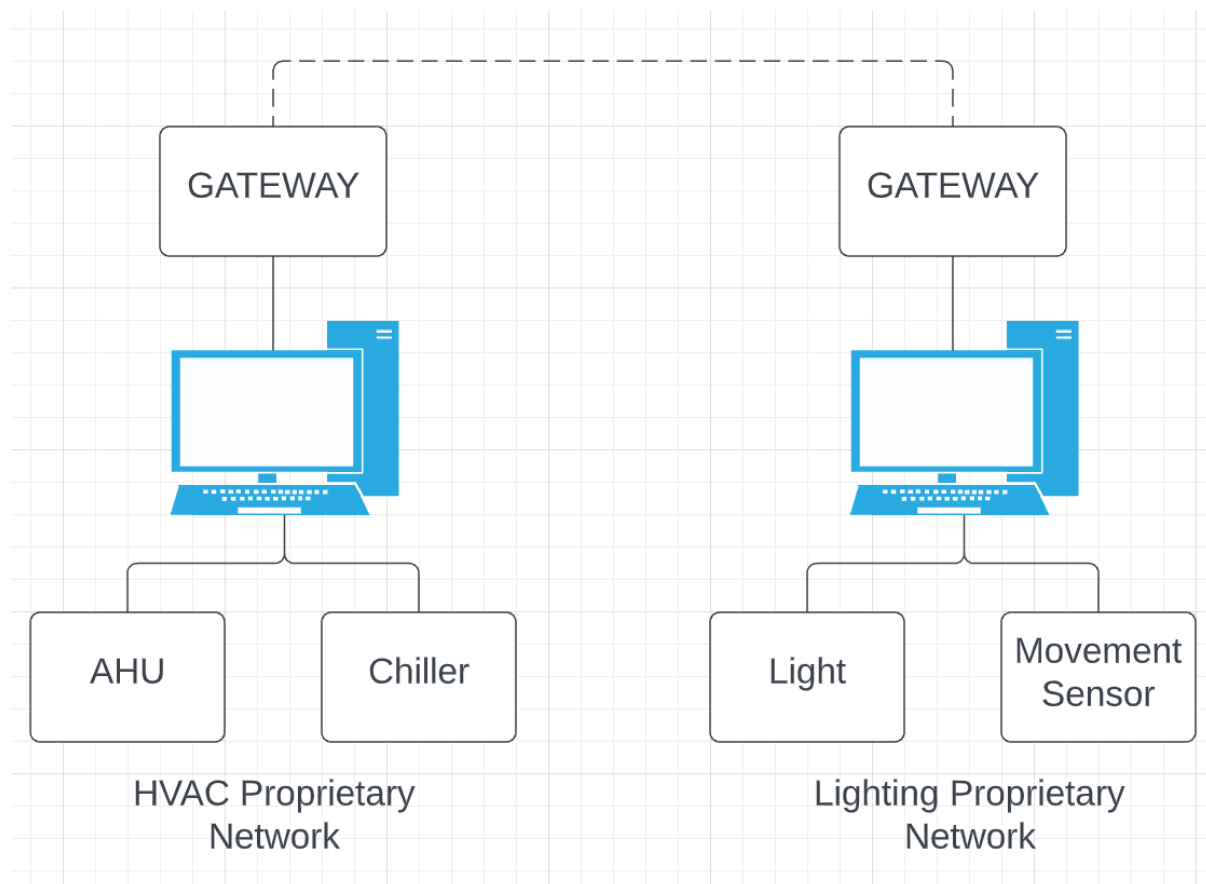 GATEWAY
GATEWAY
AHU
Chiller
Light
Movement
Sensor
HVAC Proprietary
Network
Lighting Proprietary
Network